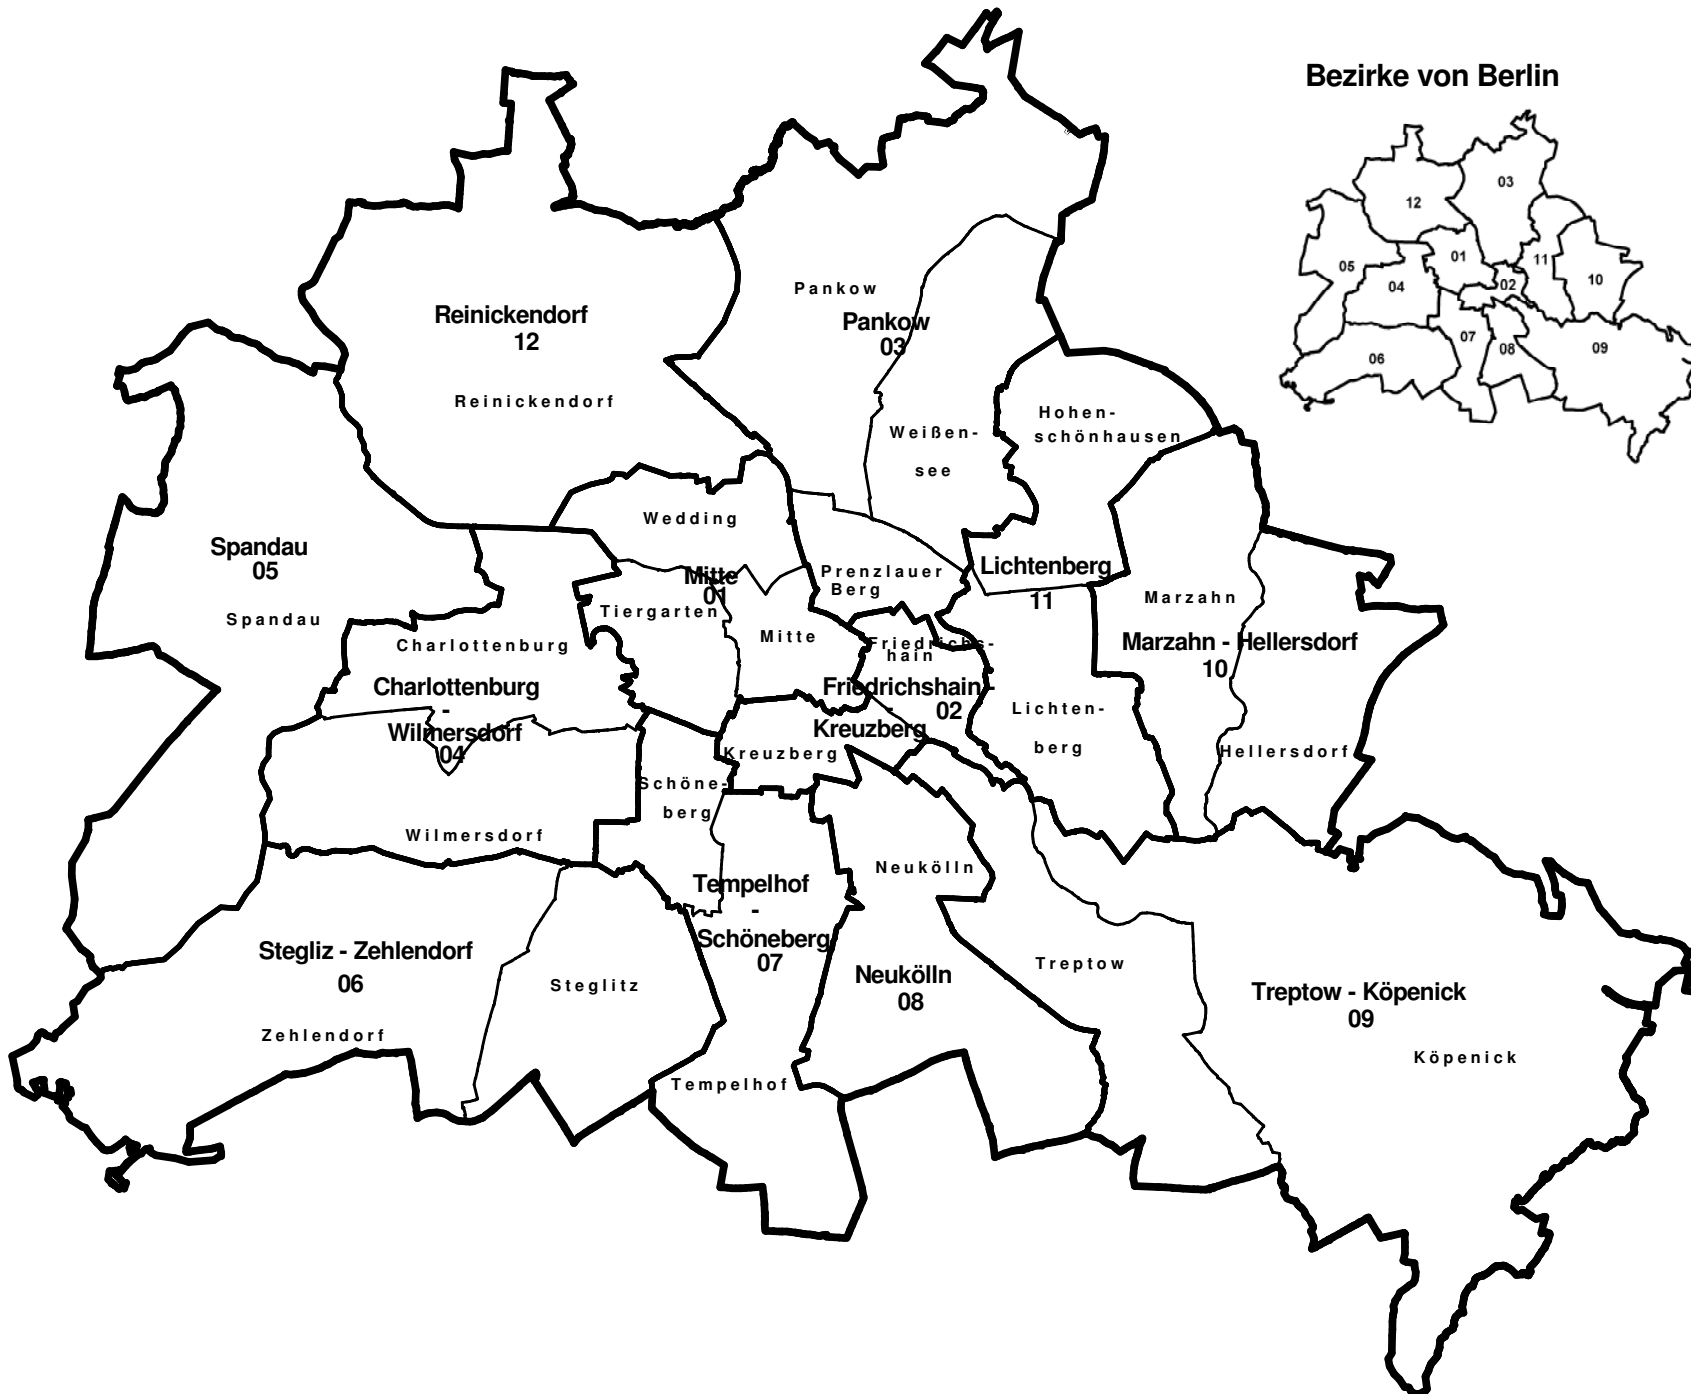 Bezirke von Berlin
03
12
01
11
05
02
10
04
07
08
09
06
Pankow
Reinickendorf
12
Pankow
03
Reinickendorf
Hohen-
schönhausen
Weißen-
see
Wedding
Spandau
05
Spandau
Mitte
01
Tiergarten
Mitte
Prenzlauer
Berg
Lichtenberg
11
Marzahn
Marzahn - Hellersdorf
10
Hellersdorf
Charlottenburg
Charlottenburg
-
Wilmersdorf
04
Wilmersdorf
Friedrichs-
hain
Friedrichshain -
-
02
Kreuzberg
Kreuzberg
Lichten-
berg
Schöne-
berg
Neukölln
Tempelhof
-
Schöneberg
07
Stegliz - Zehlendorf
06
Steglitz
Zehlendorf
Neukölln
08
Treptow
Treptow - Köpenick
09
Köpenick
Tempelhof